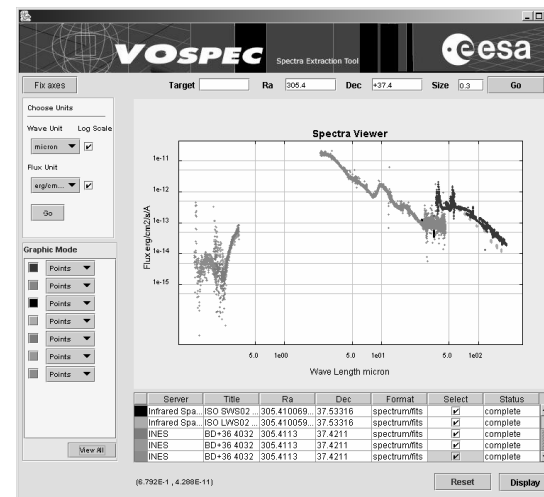 VOSPEC
Spectra Extraction Tool
esa
Fix axes
Target
Ra 305.4
Dec +37.4
Size 0.3
Go
Choose Units
Wave Unit
Log Scale
micron
Flux Unit
erg/cm...
Go
Graphic Mode
Points
Points
Points
Points
Points
Points
Points
View All
Spectra Viewer
1e-11
1e-12
1e-13
1e-14
1e-15
Flux erg/cm2/s/A
5.0 1e00 5.0 1e01 5.0 1e02
Wave Length micron
Server Title Ra Dec Format Select Status
Infrared Spa... ISO SWS02 ... 305.410069... 37.53316 spectrum/fits complete
Infrared Spa... ISO LWS02 ... 305.410059... 37.53316 spectrum/fits complete
INES BD+36 4032 305.4113 37.4211 spectrum/fits complete
INES BD+36 4032 305.4113 37.4211 spectrum/fits complete
INES BD+36 4032 305.4113 37.4211 spectrum/fits complete
(6.792E-1 , 4.288E-11)
Reset
Display